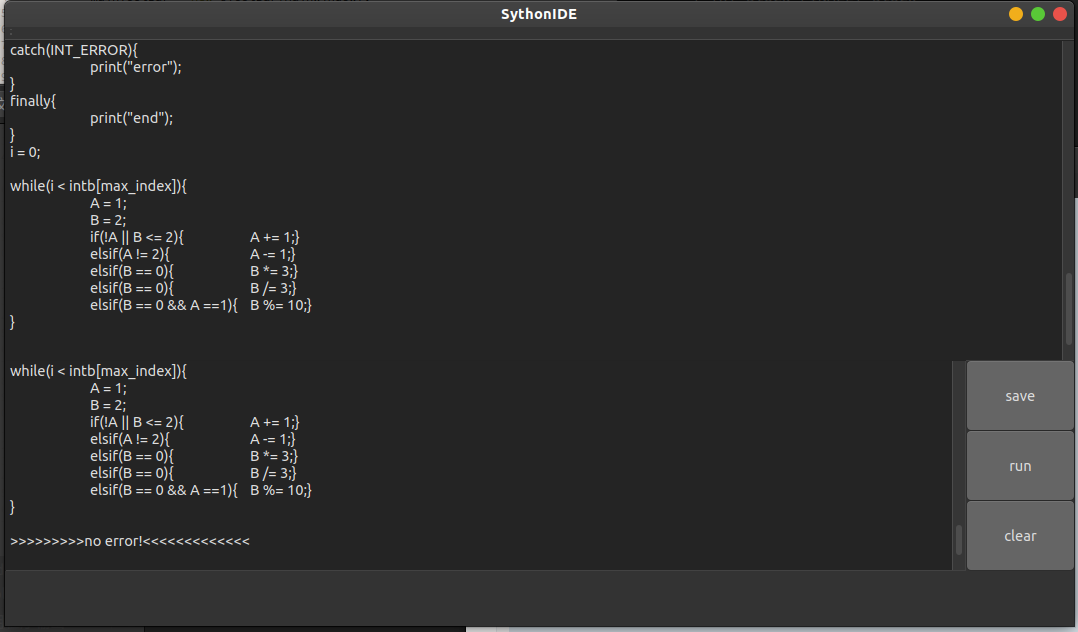 SythonIDE
catch(INT_ERROR){
print("error");
}
finally{
print("end");
}
i = 0;
while(i < intb[max_index]){
A = 1;
B = 2;
if(!A || B <= 2){ A += 1;}
elsif(A != 2){ A -= 1;}
elsif(B == 0){ B *= 3;}
elsif(B == 0){ B /= 3;}
elsif(B == 0 && A ==1){ B %= 10;}
}
while(i < intb[max_index]){
A = 1;
B = 2;
if(!A || B <= 2){ A += 1;}
elsif(A != 2){ A -= 1;}
elsif(B == 0){ B *= 3;}
elsif(B == 0){ B /= 3;}
elsif(B == 0 && A ==1){ B %= 10;}
}
>>>>>>>>>no error!<<<<<<<<<<<<<
save
run
clear